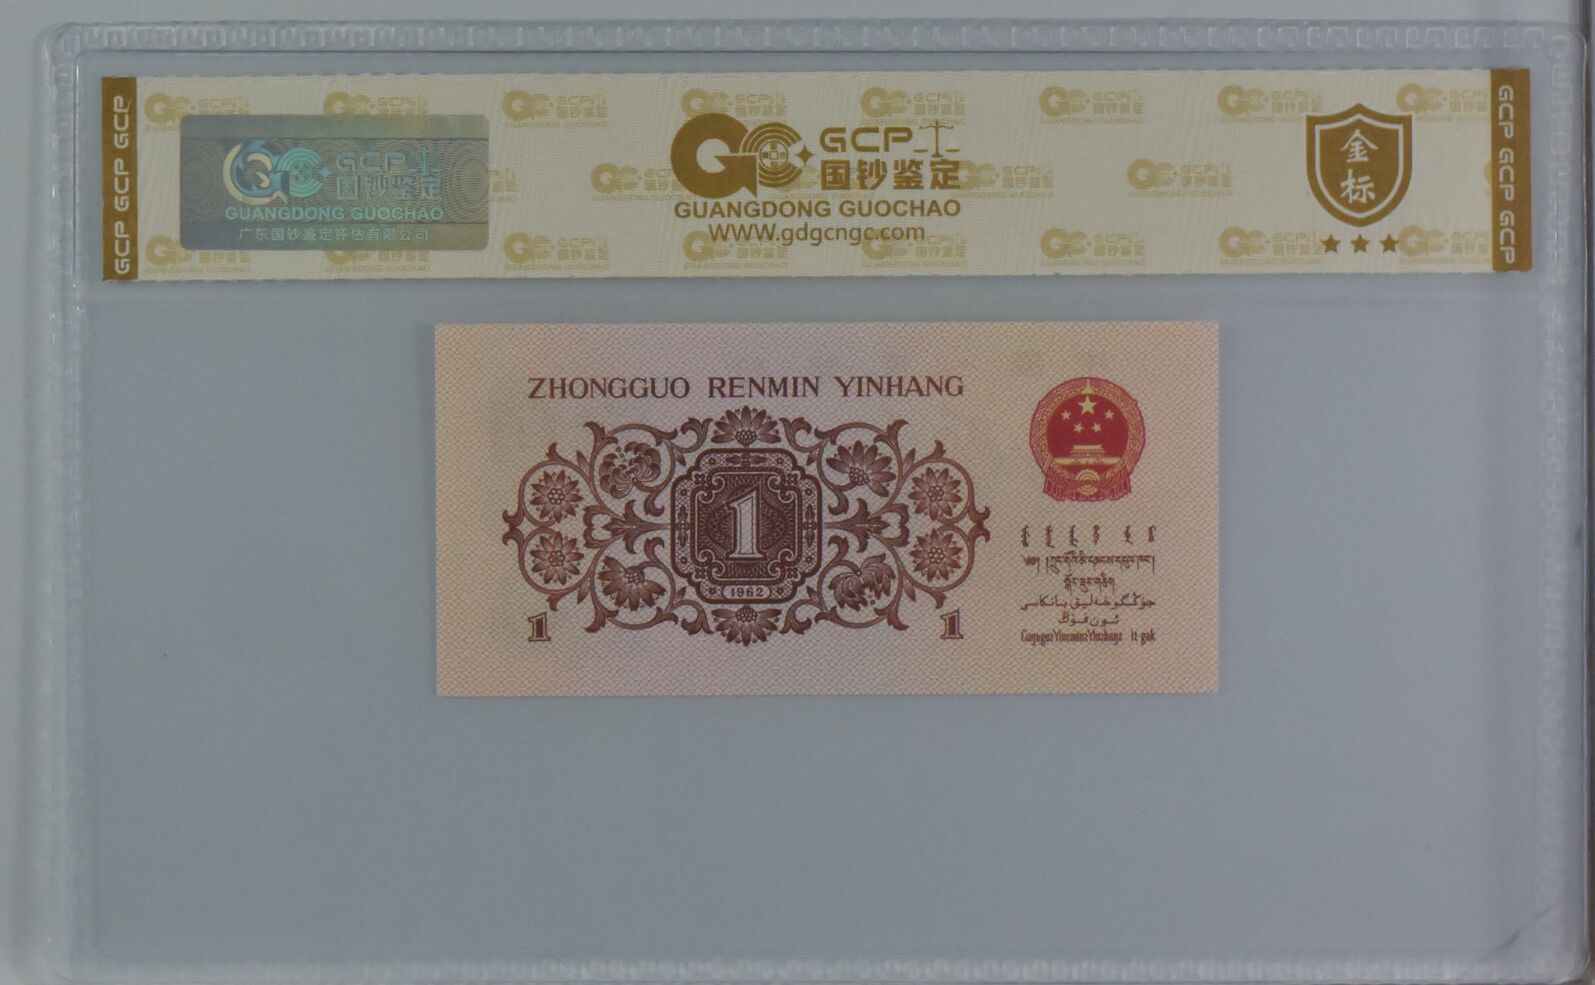 GCP GCP GCP
GCP
国钞鉴定
GUANGDONG GUOCHAO
广东国钞鉴定评估有限公司
GCP
国钞鉴定
GUANGDONG GUOCHAO
WWW.gdgcngc.com
金标
GCP GCP GCP
ZHONGGUO RENMIN YINHANG
1
1962
1
1